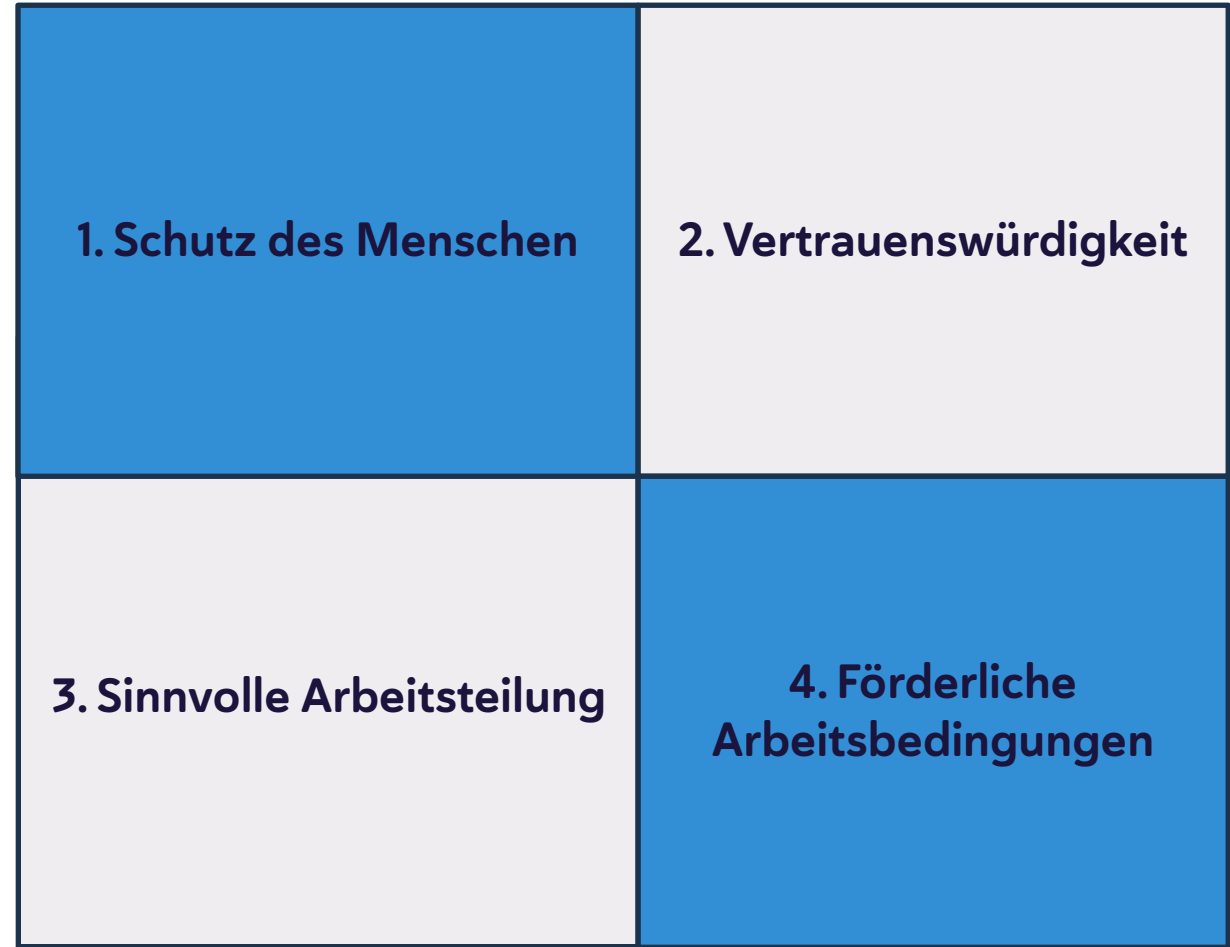 1. Schutz des Menschen
2. Vertrauenswürdigkeit
3. Sinnvolle Arbeitsteilung
4. Förderliche
Arbeitsbedingungen